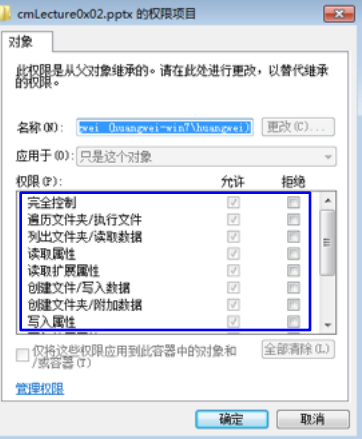 cmLecture0x02.pptx 的权限项目
对象
此权限是从父对象继承的。请在此处进行更改，以替代继承
的权限。
名称(N): wei (huangwei-win7\huangwei) 更改(C)...
应用于(O): 只是这个对象
权限(P): 允许 拒绝
完全控制
遍历文件夹/执行文件
列出文件夹/读取数据
读取属性
读取扩展属性
创建文件/写入数据
创建文件夹/附加数据
写入属性
仅将这些权限应用到此容器中的对象和
/或容器(T)
全部清除(L)
管理权限
确定 取消